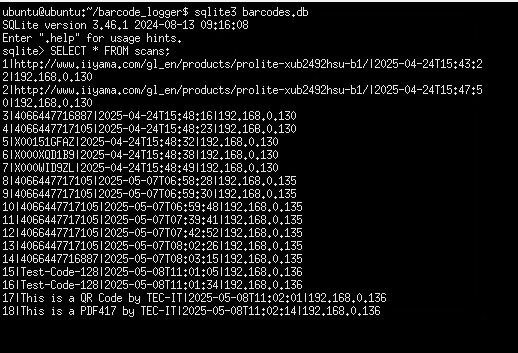 ubuntu@ubuntu:~/barcode_logger$ sqlite3 barcodes.db
SQLite version 3.46.1 2024-08-13 09:16:08
Enter ".help" for usage hints.
sqlite> SELECT * FROM scans;
1|http://www.iiyama.com/gl_en/products/prolite-xub2492hsu-b1/|2025-04-24T15:43:2
2|192.168.0.130
2|http://www.iiyama.com/gl_en/products/prolite-xub2492hsu-b1/|2025-04-24T15:47:5
0|192.168.0.130
3|4066447716887|2025-04-24T15:48:16|192.168.0.130
4|4066447717105|2025-04-24T15:48:23|192.168.0.130
5|X00151GFAZ|2025-04-24T15:48:32|192.168.0.130
6|X000XQD1B9|2025-04-24T15:48:38|192.168.0.130
7|X000WID9ZL|2025-04-24T15:48:49|192.168.0.130
8|4066447717105|2025-05-07T06:58:28|192.168.0.135
9|4066447717105|2025-05-07T06:59:30|192.168.0.135
10|4066447717105|2025-05-07T06:59:48|192.168.0.135
11|4066447717105|2025-05-07T07:39:41|192.168.0.135
12|4066447717105|2025-05-07T07:42:52|192.168.0.135
13|4066447717105|2025-05-07T08:02:26|192.168.0.135
14|4066447716887|2025-05-07T08:03:15|192.168.0.135
15|Test-Code-128|2025-05-08T11:01:05|192.168.0.136
16|Test-Code-128|2025-05-08T11:01:34|192.168.0.136
17|This is a QR Code by TEC-IT|2025-05-08T11:02:01|192.168.0.136
18|This is a PDF417 by TEC-IT|2025-05-08T11:02:14|192.168.0.136